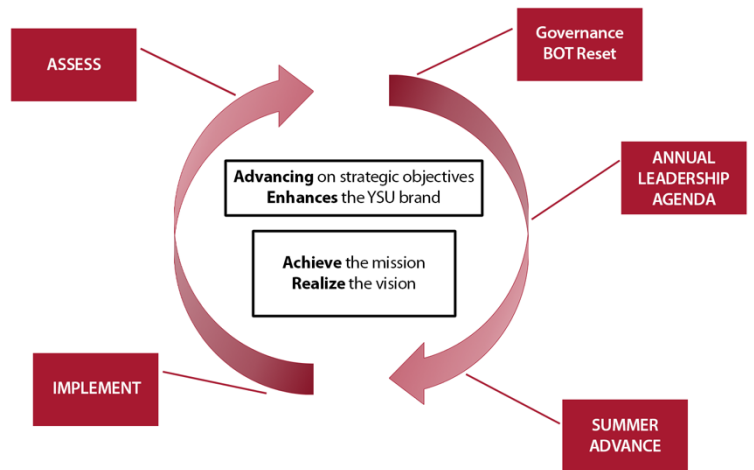 Governance
BOT Reset
ASSESS
ANNUAL
LEADERSHIP
AGENDA
Advancing on strategic objectives
Enhances the YSU brand
Achieve the mission
Realize the vision
IMPLEMENT
SUMMER
ADVANCE